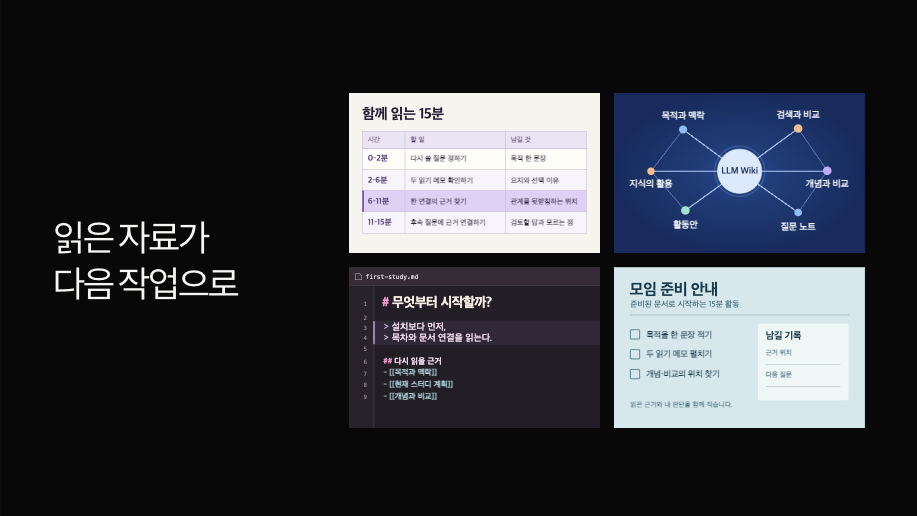 읽은 자료가
다음 작업으로
함께 읽는 15분
시간 할 일 남길 것
0-2분 다시 쓸 질문 정하기 목적 한 문장
2-6분 두 읽기 메모 확인하기 요지와 선택 이유
6-11분 한 연결의 근거 찾기 관계를 뒷받침하는 위치
11-15분 후속 질문에 근거 연결하기 검토할 답과 모르는 점
목적과 맥락
검색과 비교
LLM Wiki
지식의 활용
개념과 비교
활동안
질문 노트
first-study.md
1 # 무엇부터 시작할까?
2
3 > 설치보다 먼저,
4 > 목차와 문서 연결을 읽는다.
5
6 ## 다시 읽을 근거
7 - [[목적과 맥락]]
8 - [[현재 스터디 계획]]
9 - [[개념과 비교]]
모임 준비 안내
준비된 문서로 시작하는 15분 활동
목적을 한 문장 적기
두 읽기 메모 펼치기
개념·비교의 위치 찾기
남길 기록
근거 위치
다음 질문
읽은 근거와 내 판단을 함께 적습니다.